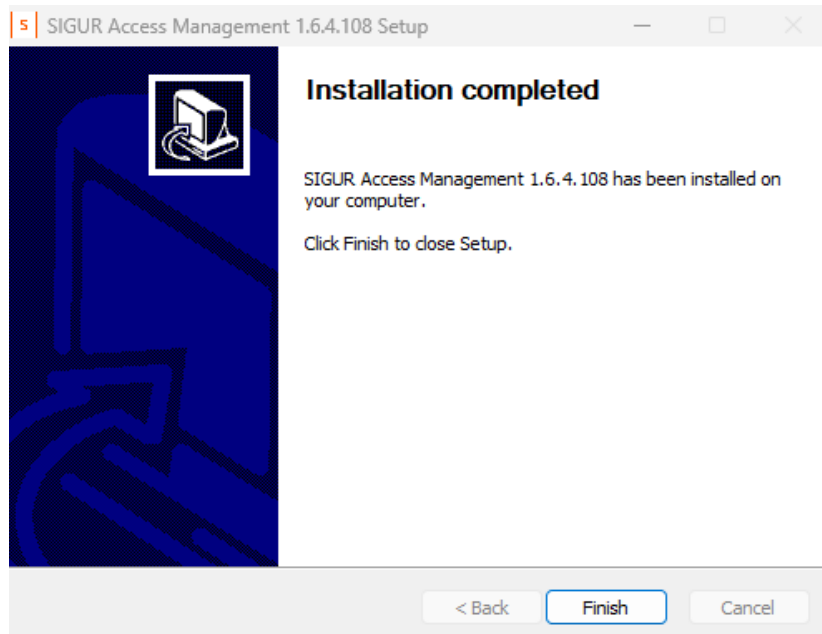 S SIGUR Access Management 1.6.4.108 Setup
Installation completed
SIGUR Access Management 1.6.4.108 has been installed on
your computer.
Click Finish to close Setup.
< Back Finish Cancel